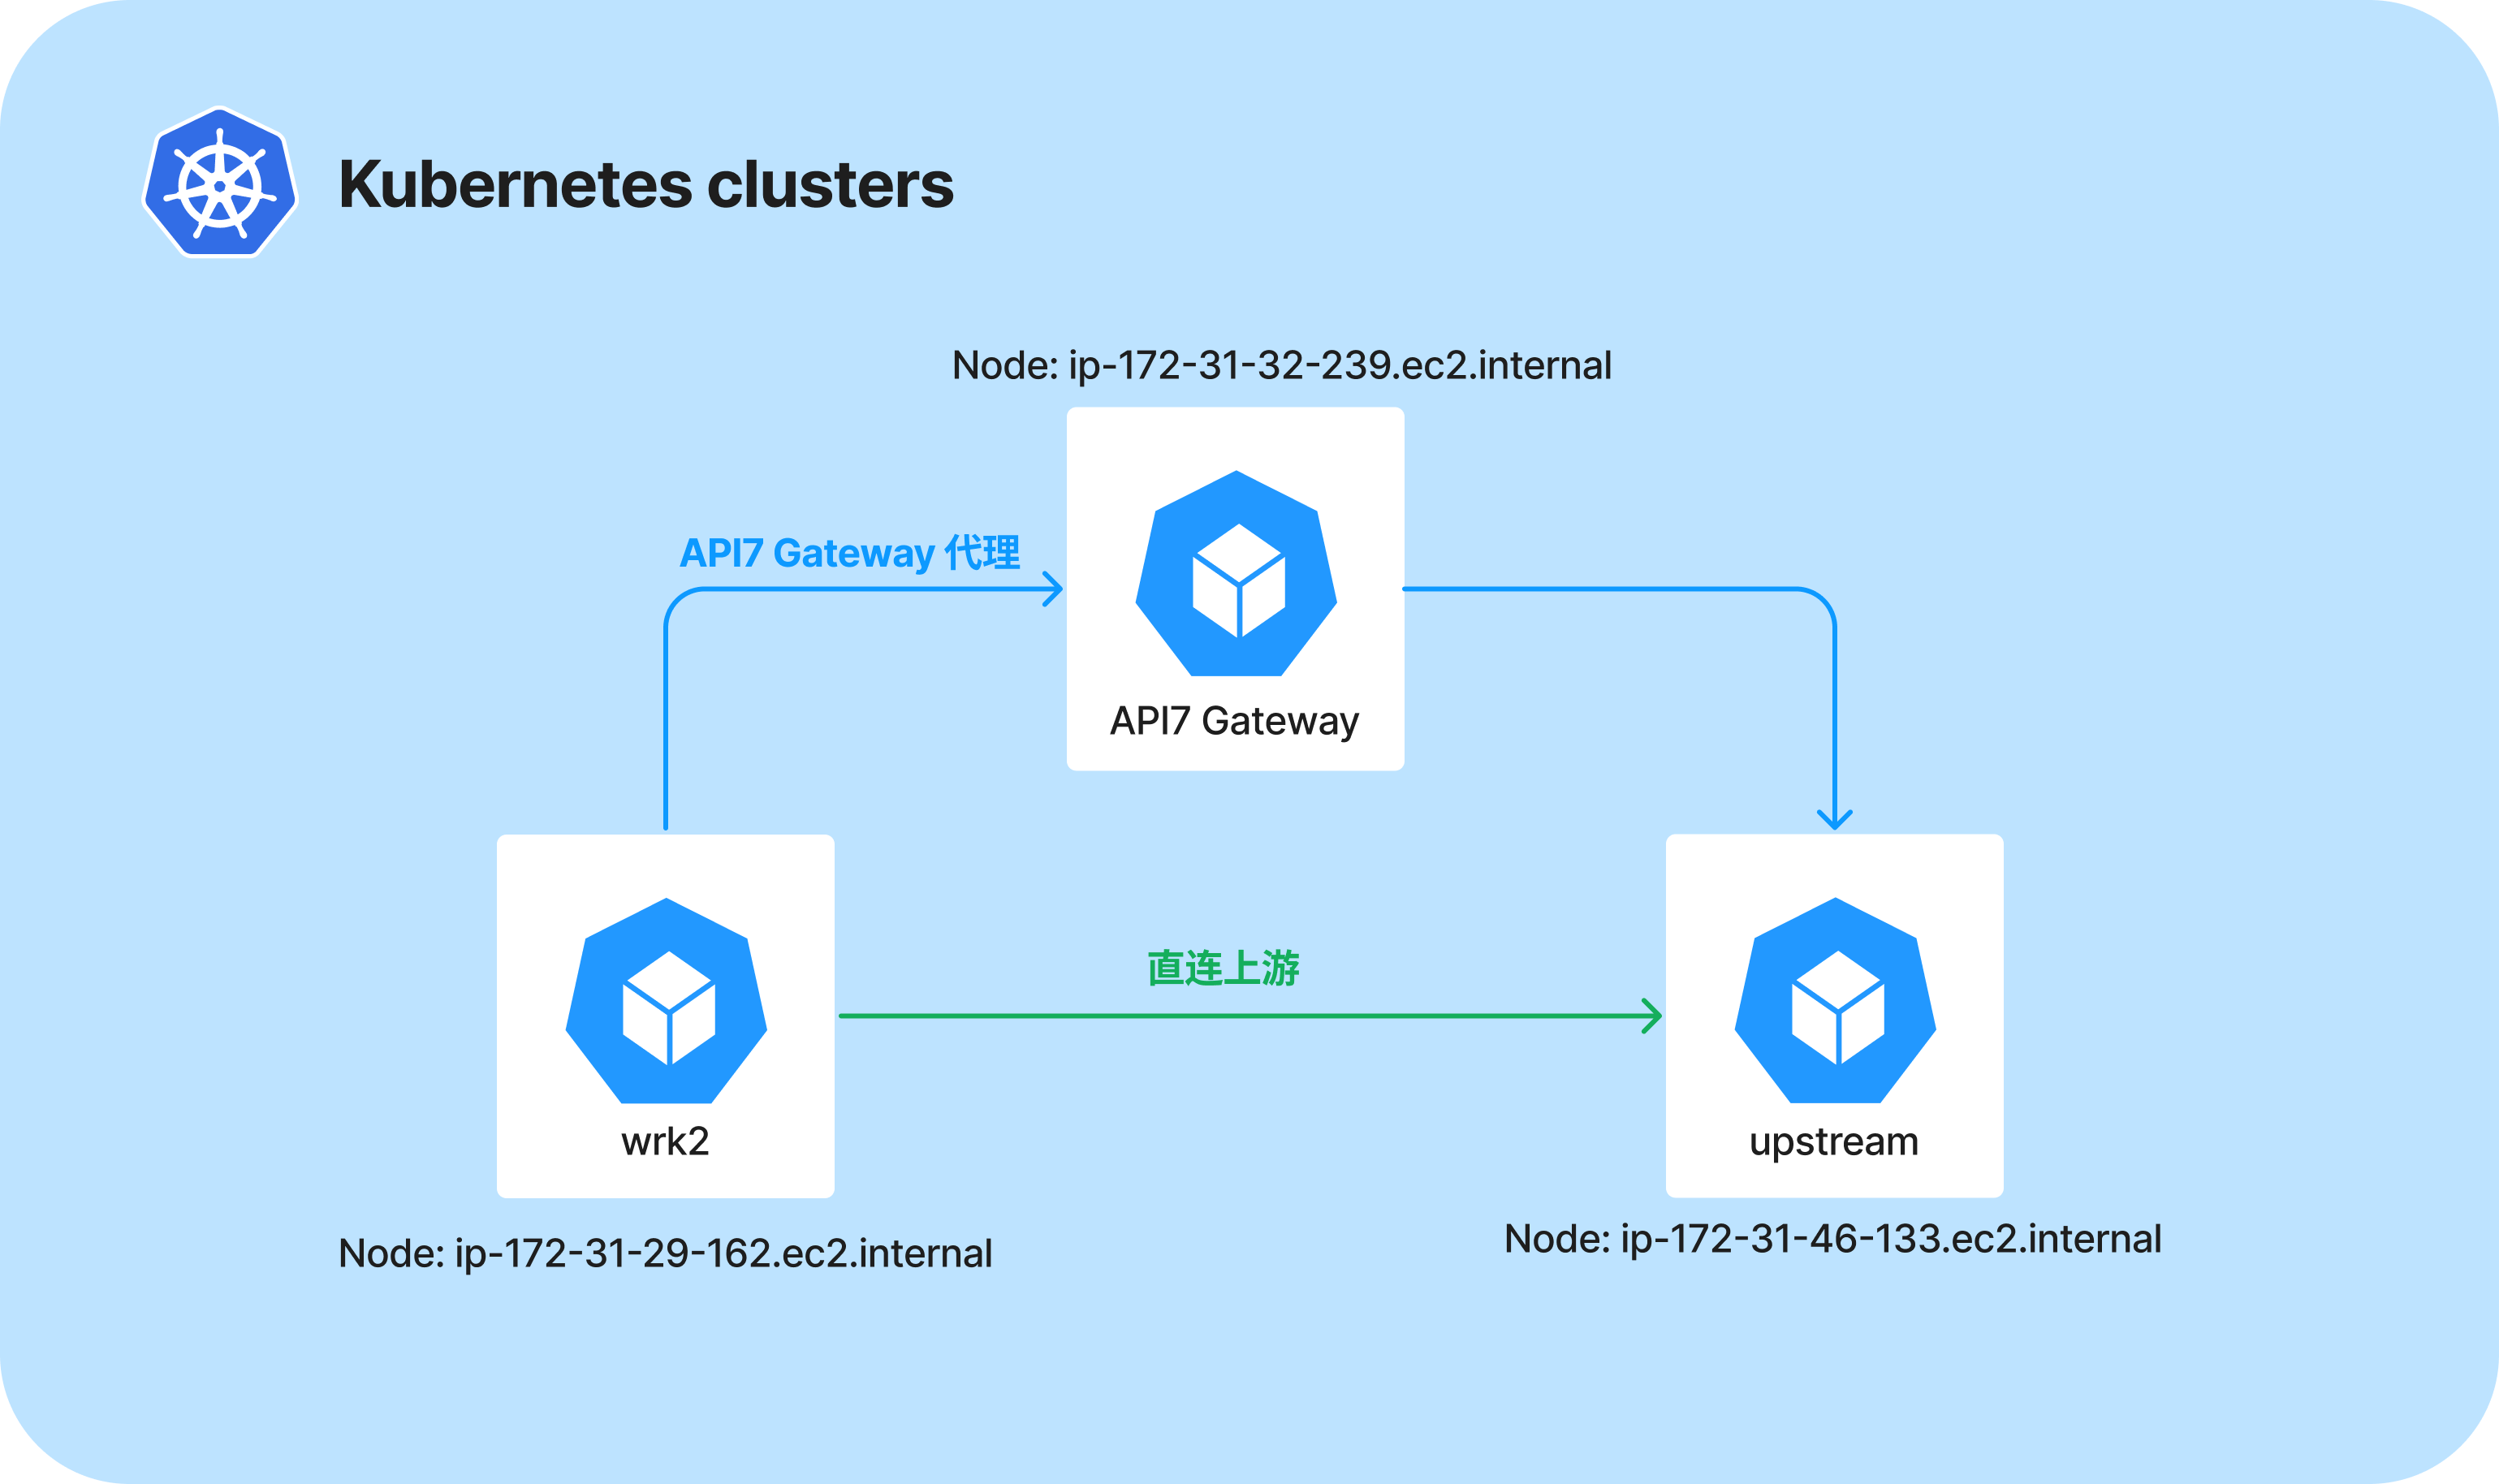 Kubernetes clusters
Node: ip-172-31-32-239.ec2.internal
API7 Gateway 代理
API7 Gateway
直连上游
wrk2
upstream
Node: ip-172-31-29-162.ec2.internal
Node: ip-172-31-46-133.ec2.internal